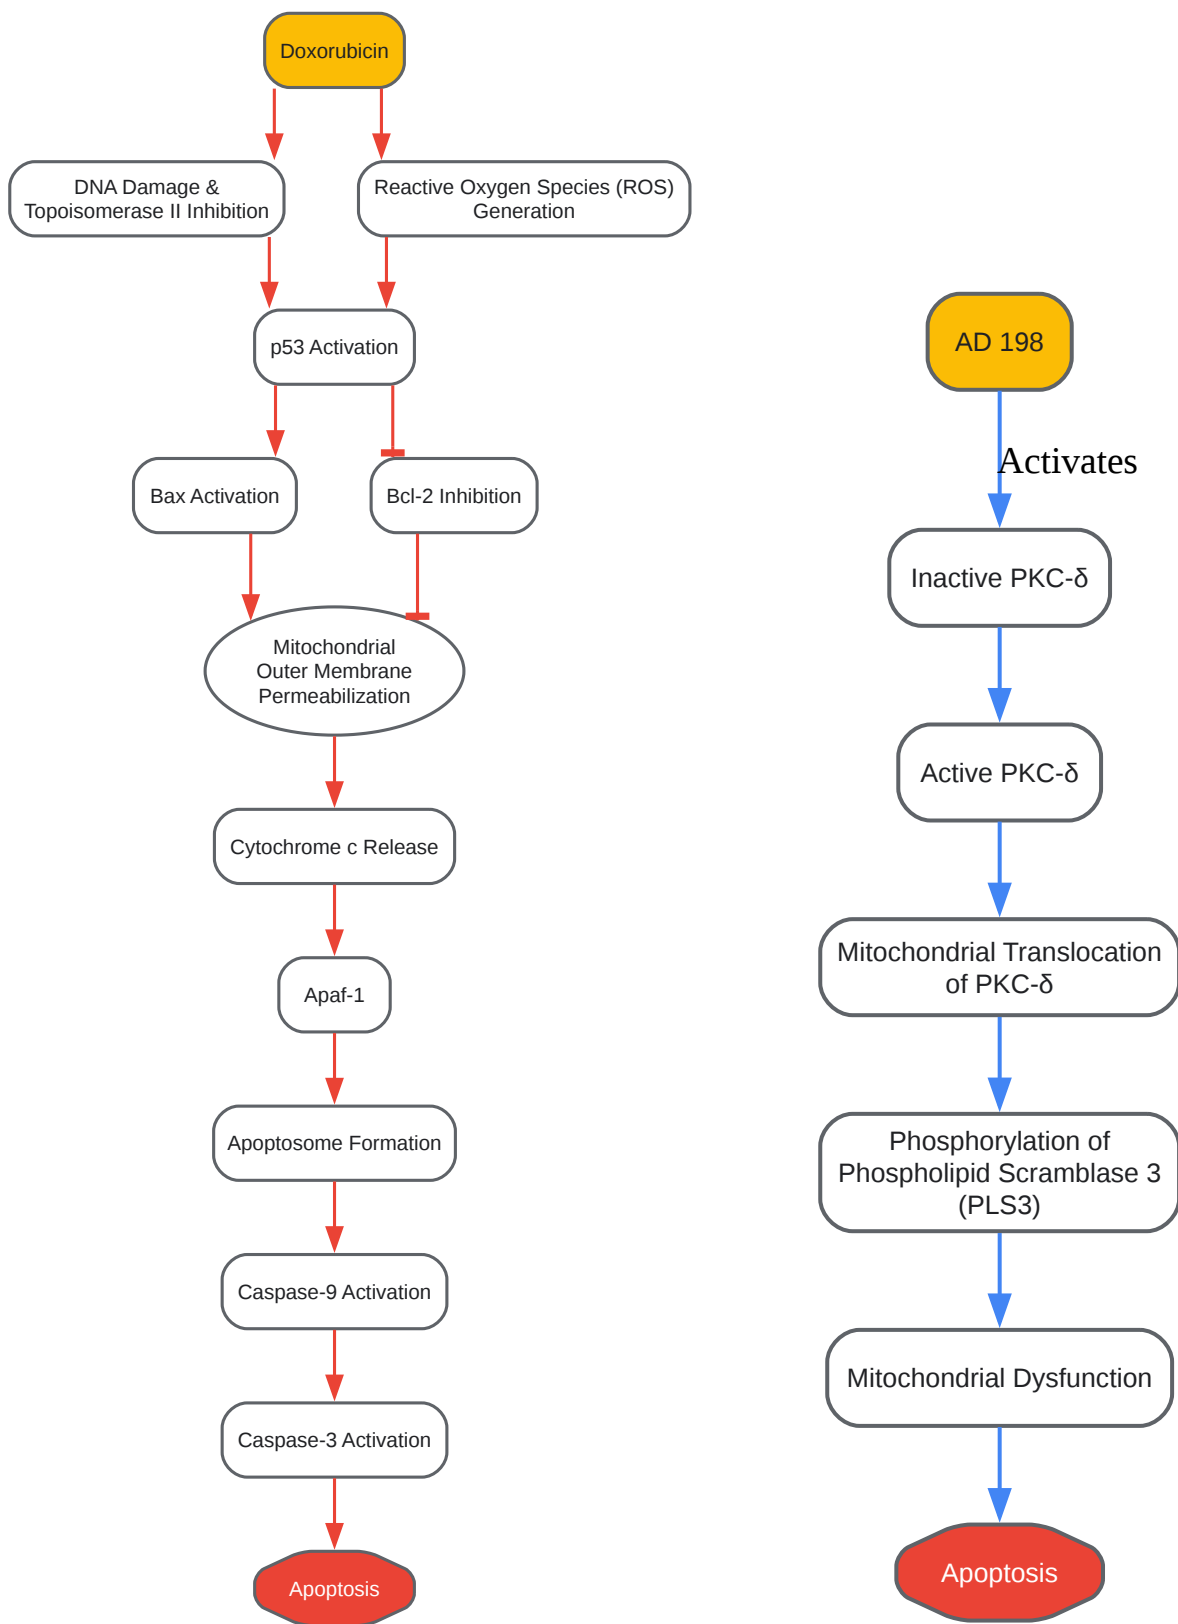 Doxorubicin
DNA Damage &
Topoisomerase II Inhibition
Reactive Oxygen Species (ROS)
Generation
p53 Activation
Bax Activation
Bcl-2 Inhibition
Mitochondrial
Outer Membrane
Permeabilization
Cytochrome c Release
Apaf-1
Apoptosome Formation
Caspase-9 Activation
Caspase-3 Activation
Apoptosis
AD 198
Activates
Inactive PKC-δ
Active PKC-δ
Mitochondrial Translocation
of PKC-δ
Phosphorylation of
Phospholipid Scramblase 3
(PLS3)
Mitochondrial Dysfunction
Apoptosis